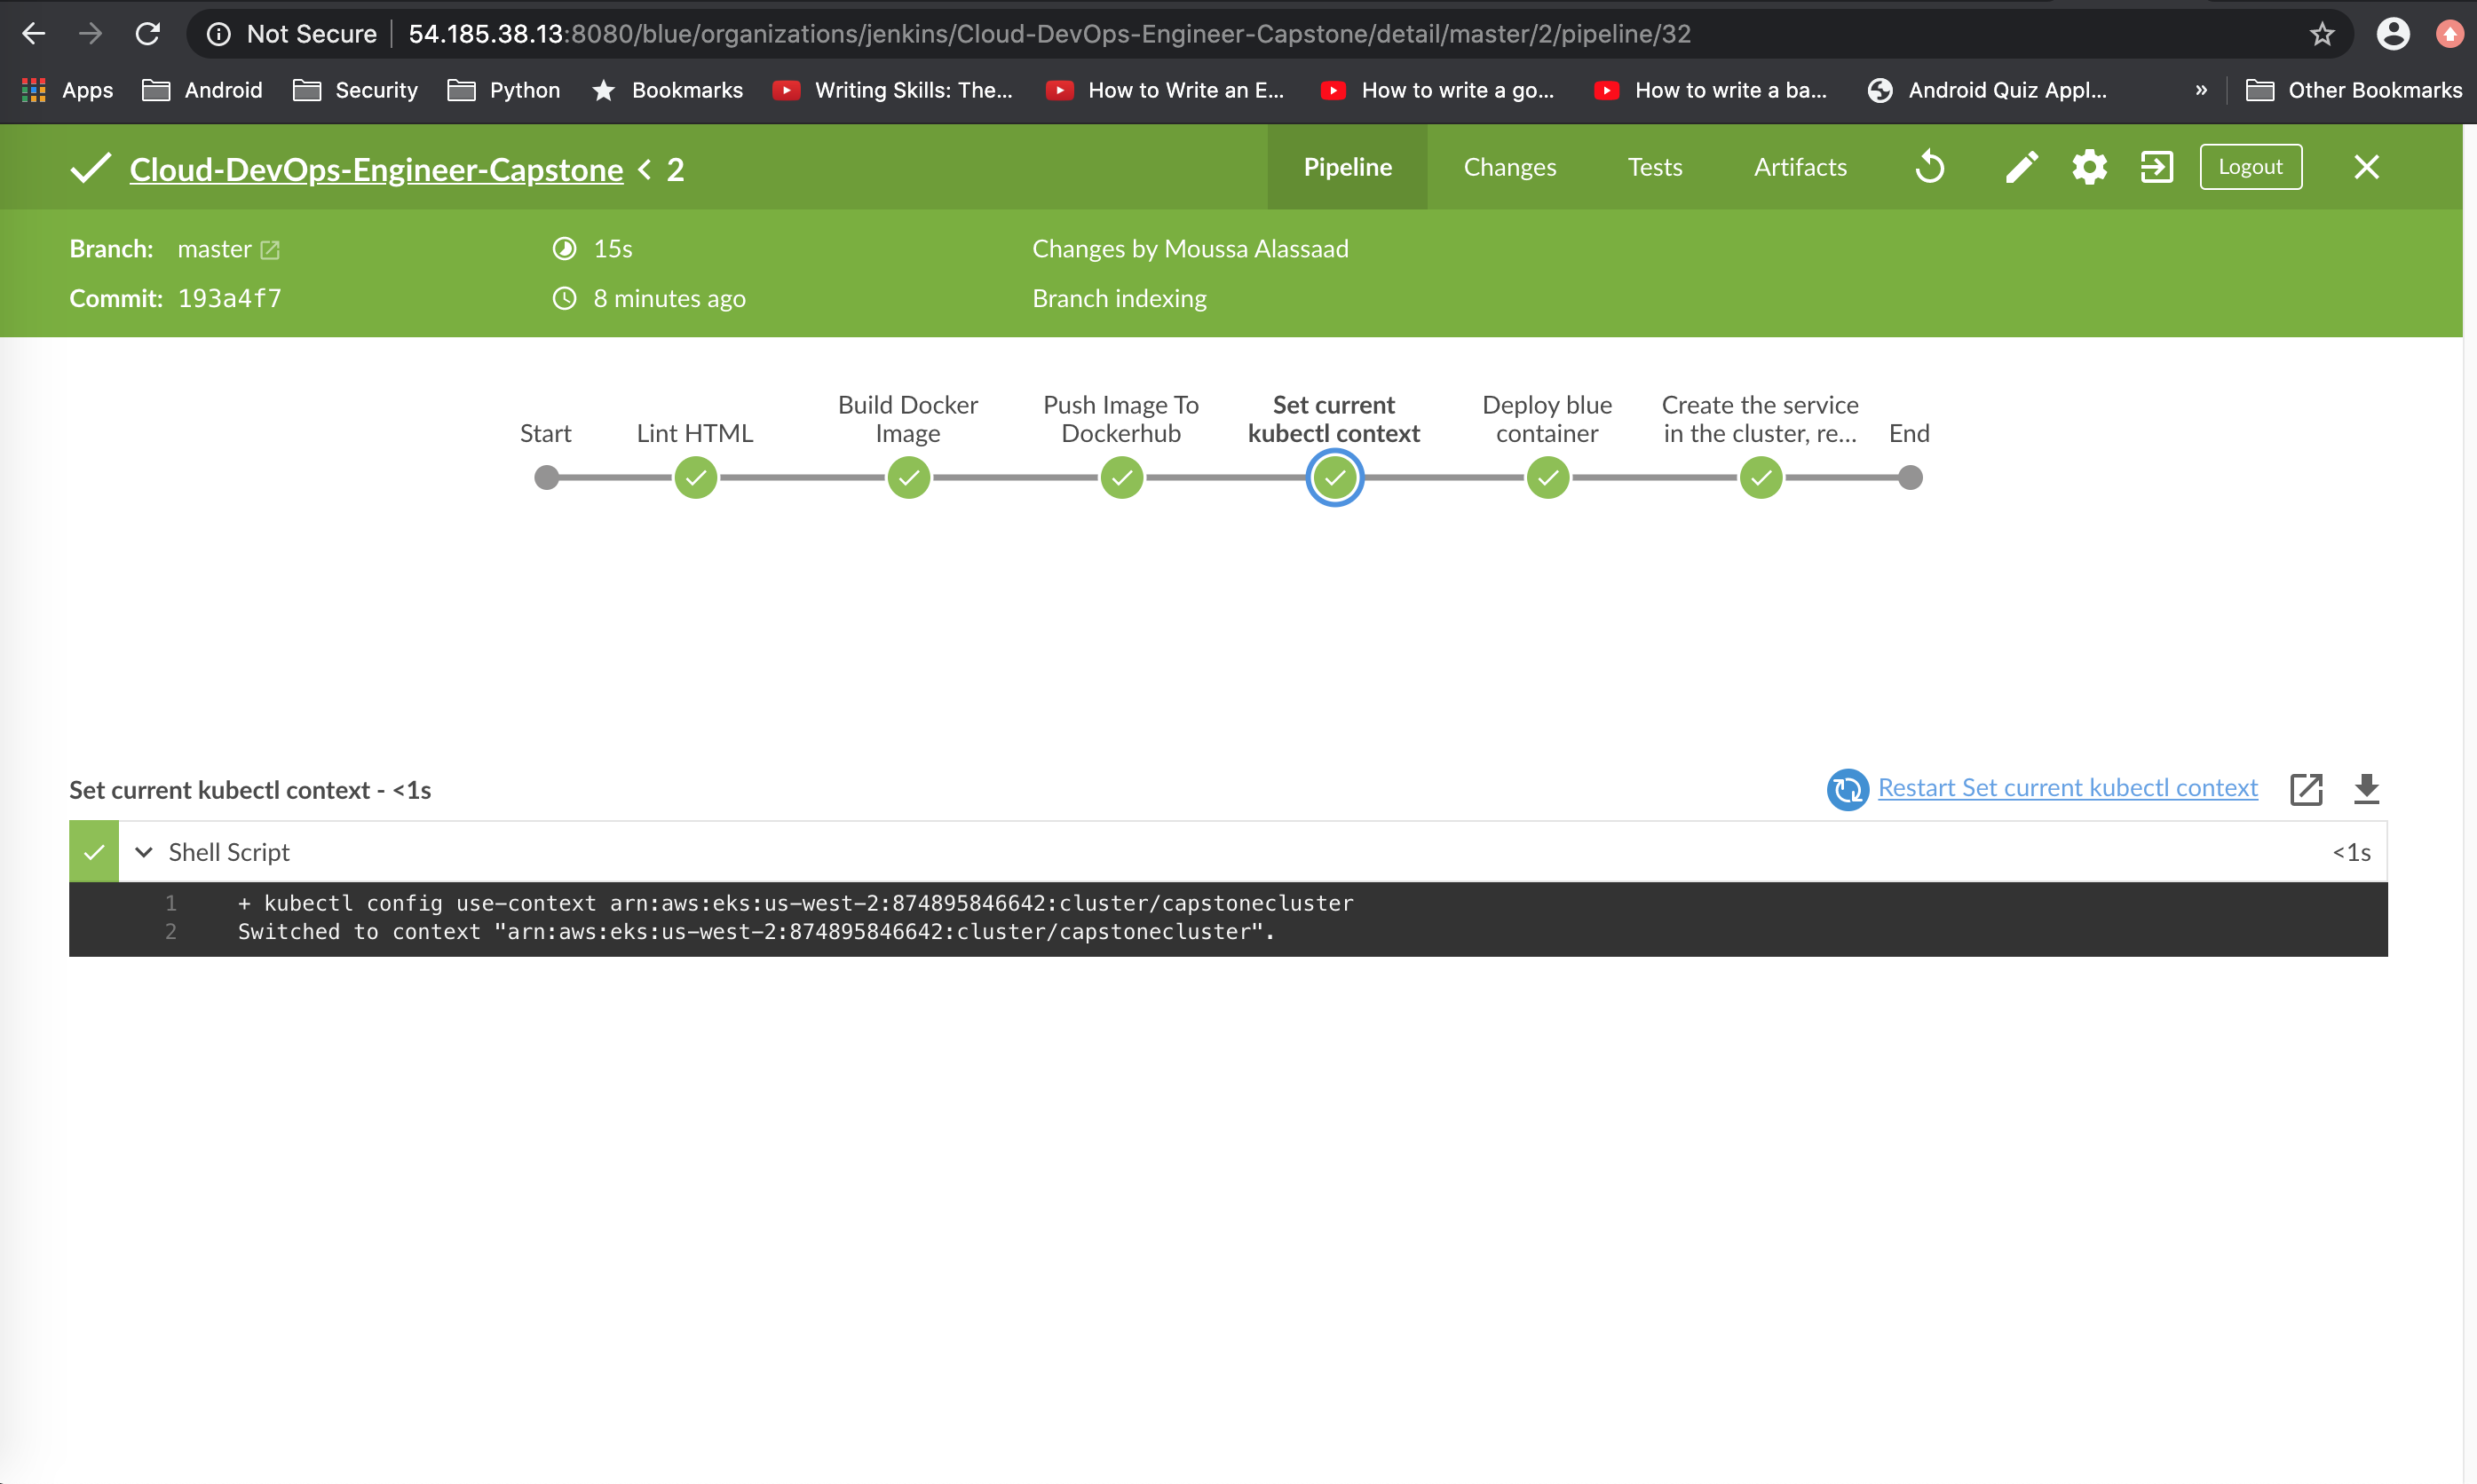 Not Secure 54.185.38.13:8080/blue/organizations/jenkins/Cloud-DevOps-Engineer-Capstone/detail/master/2/pipeline/32
Apps Android Security Python Bookmarks Writing Skills: The... How to Write an E... How to write a go... How to write a ba... Android Quiz Appl... » Other Bookmarks
Cloud-DevOps-Engineer-Capstone < 2 Pipeline Changes Tests Artifacts Logout
Branch: master 15s Changes by Moussa Alassaad
Commit: 193a4f7 8 minutes ago Branch indexing
Start
Lint HTML
Build Docker
Image
Push Image To
Dockerhub
Set current
kubectl context
Deploy blue
container
Create the service
in the cluster, re...
End
Set current kubectl context - <1s Restart Set current kubectl context
Shell Script <1s
1 + kubectl config use-context arn:aws:eks:us-west-2:874895846642:cluster/capstonecluster
2 Switched to context "arn:aws:eks:us-west-2:874895846642:cluster/capstonecluster".